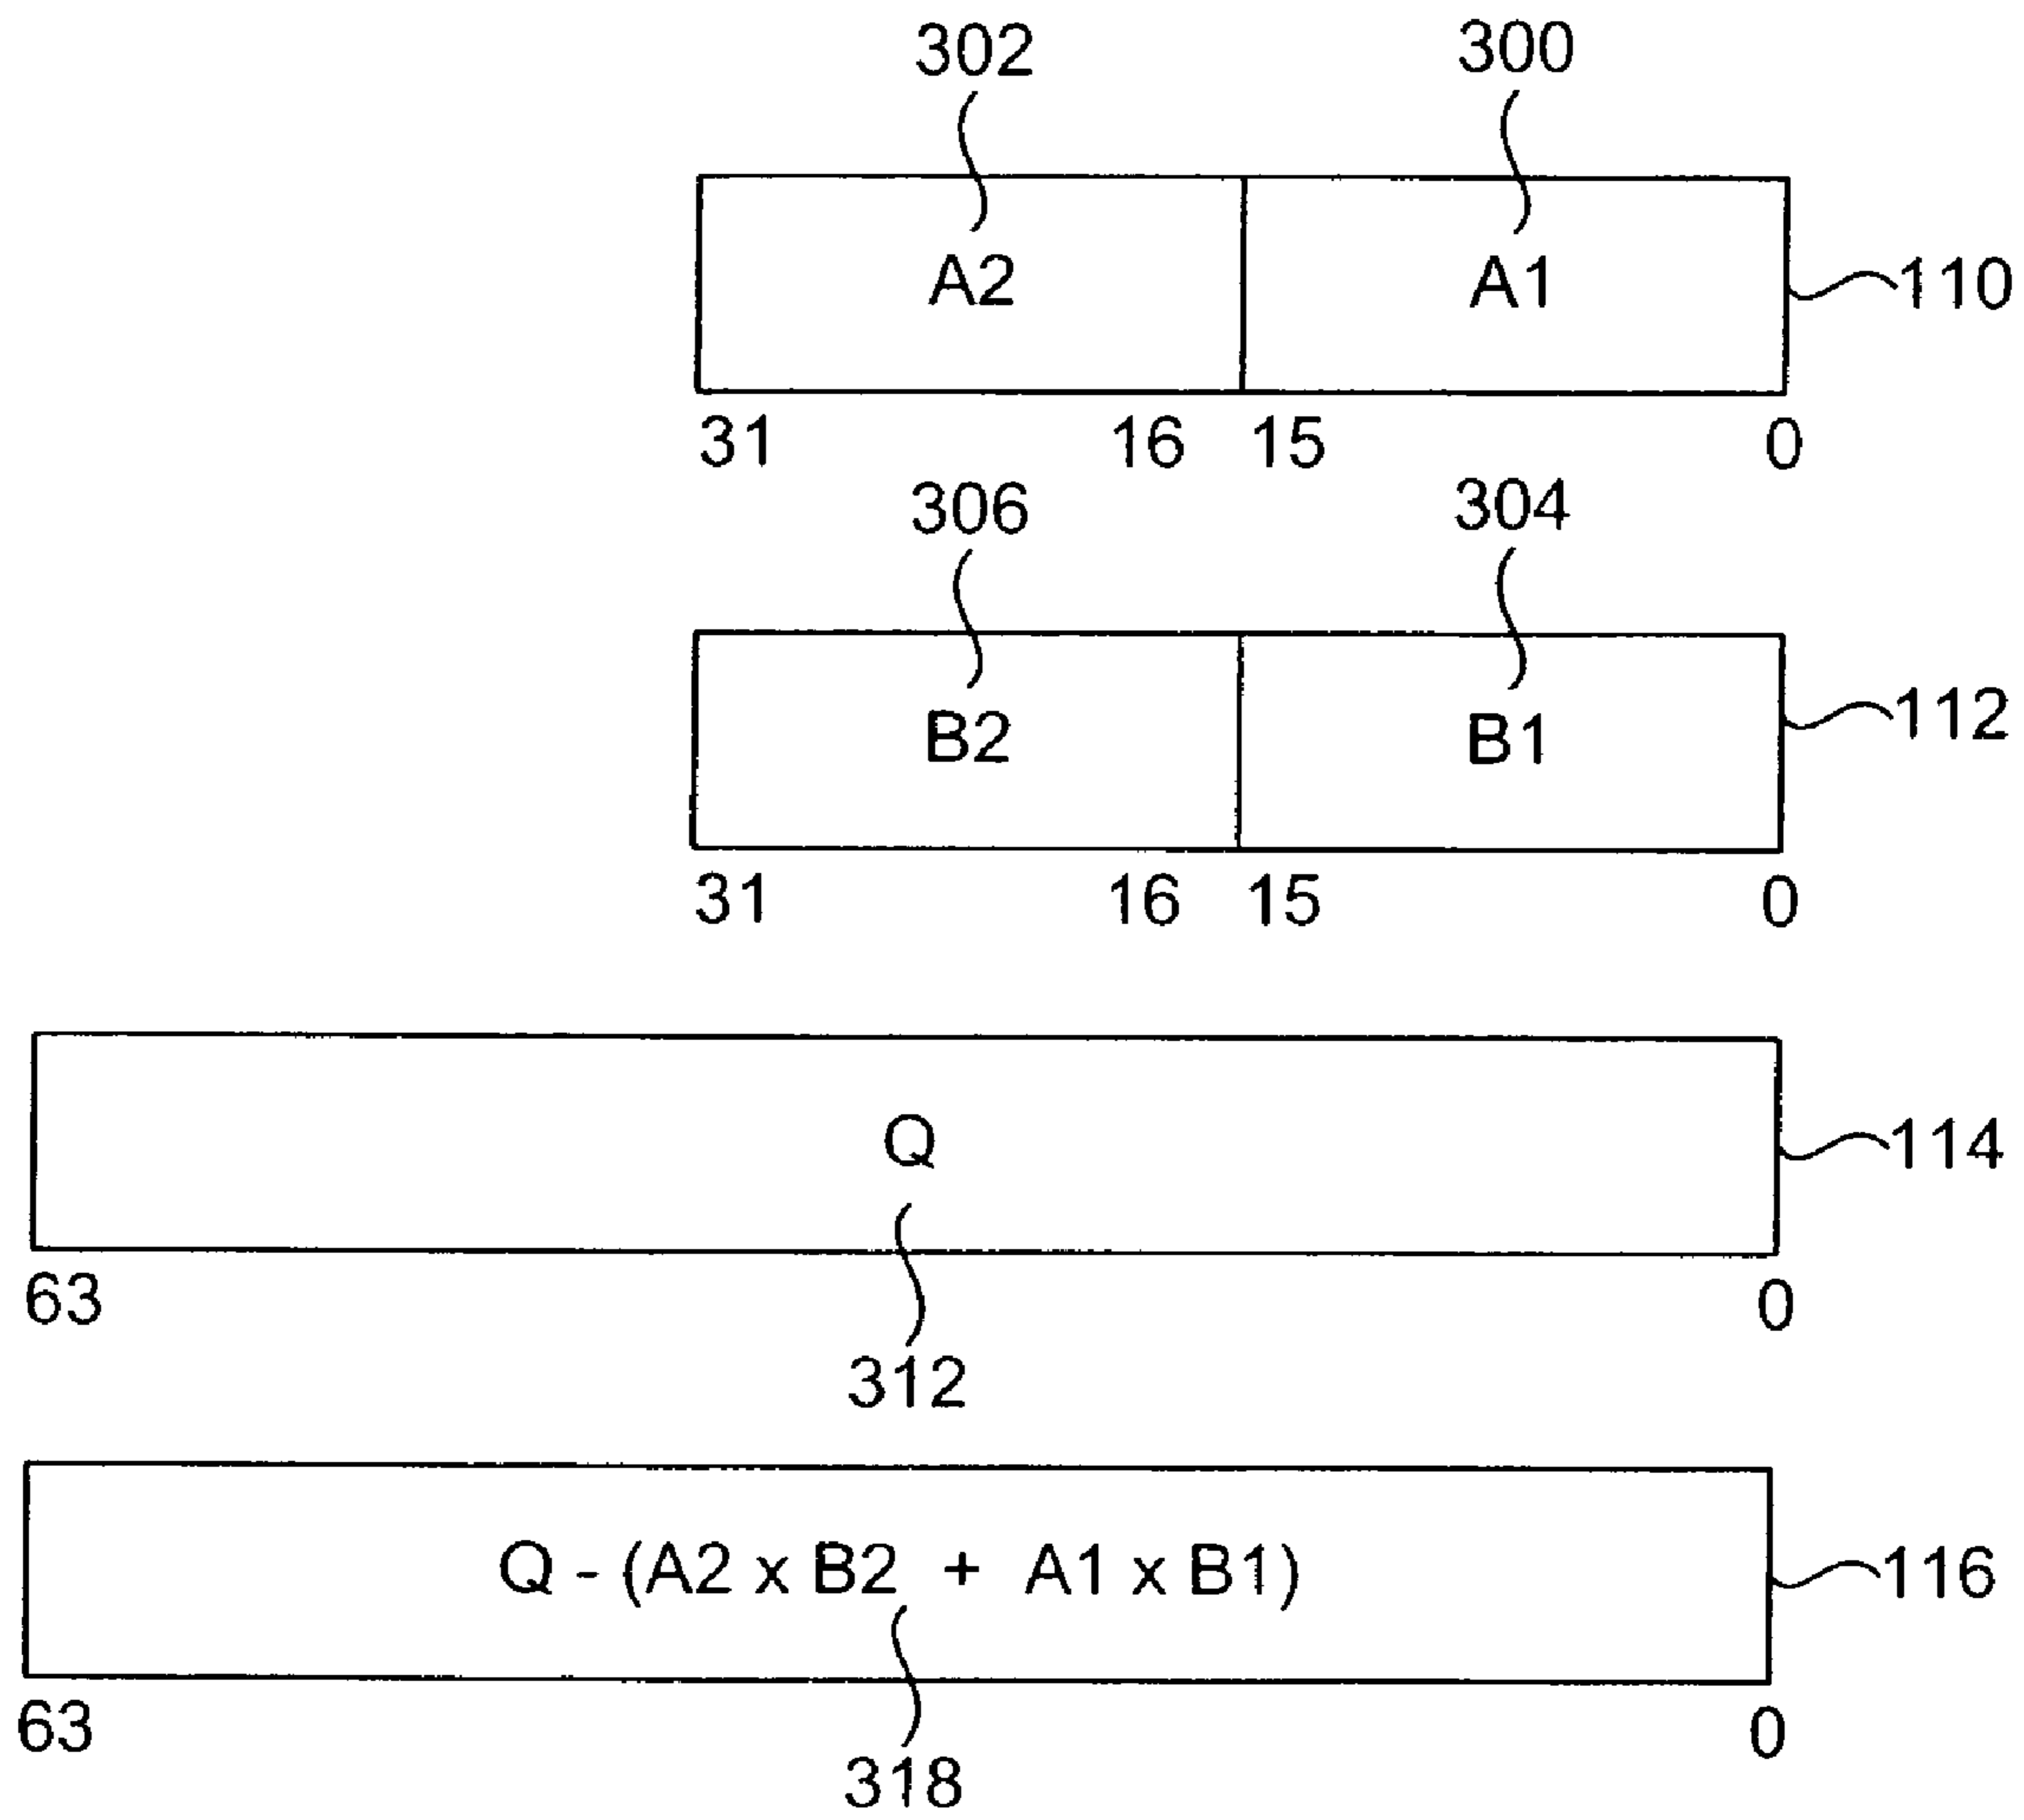 302 300
A2 A1 110
31 16 15 0
306 304
B2 B1 112
31 16 15 0
Q 114
63 0
312
Q - (A2 x B2 + A1 x B1) 116
63 0
318